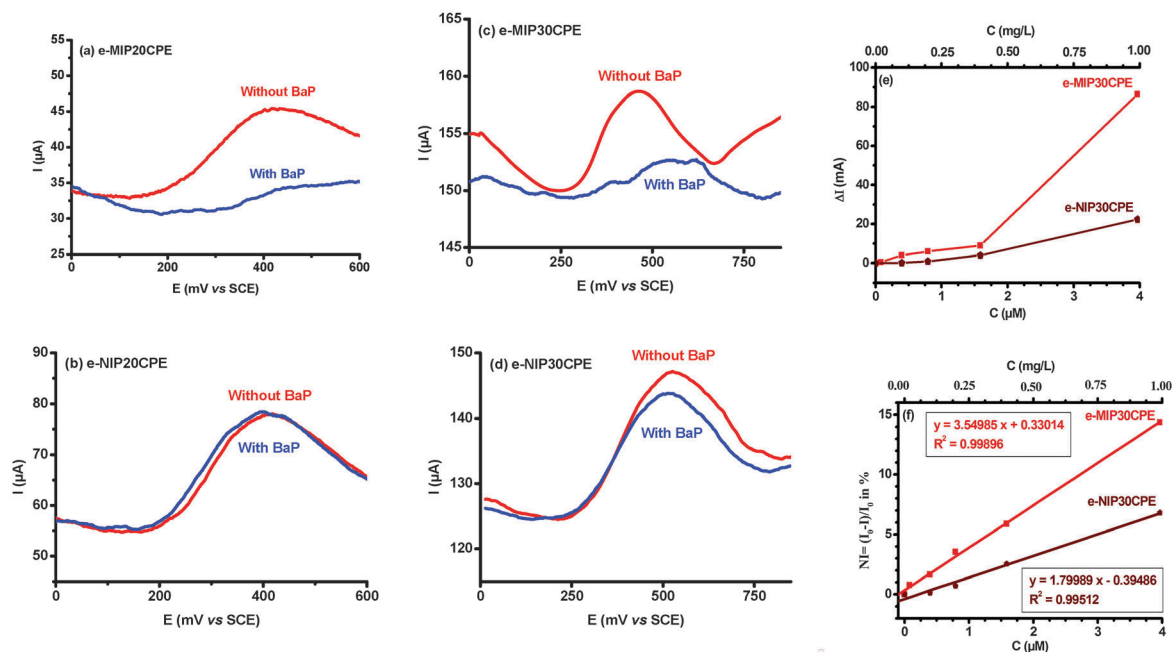 (a) e-MIP20CPE
55
50
45
40
35
30
25
I (µA)
Without BaP
With BaP
0
200
400
600
E (mV vs SCE)
(c) e-MIP30CPE
165
160
155
150
145
I (µA)
Without BaP
With BaP
0
250
500
750
E (mV vs SCE)
C (mg/L)
0.00
0.25
0.50
0.75
1.00
(e)
e-MIP30CPE
e-NIP30CPE
100
80
60
40
20
0
ΔI (mA)
0
1
2
3
4
C (µM)
(b) e-NIP20CPE
90
80
70
60
50
I (µA)
Without BaP
With BaP
0
200
400
600
E (mV vs SCE)
(d) e-NIP30CPE
150
140
130
120
I (µA)
Without BaP
With BaP
0
250
500
750
E (mV vs SCE)
C (mg/L)
0.00
0.25
0.50
0.75
1.00
(f)
e-MIP30CPE
y = 3.54985 x + 0.33014
R² = 0.99896
e-NIP30CPE
y = 1.79989 x - 0.39486
R² = 0.99512
15
10
5
0
NI= (I₀-I)/I₀ in %
0
1
2
3
4
C (µM)